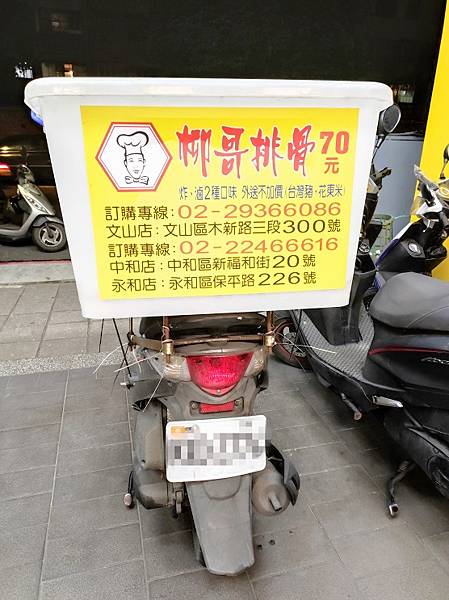 柳哥排骨70元
炸、滷2種口味 外送不加價(台灣豬、花東米)
訂購專線:02-29366086
文山店:文山區木新路三段300號
訂購專線:02-22466616
中和店:中和區新福和街20號
永和店:永和區保平路226號